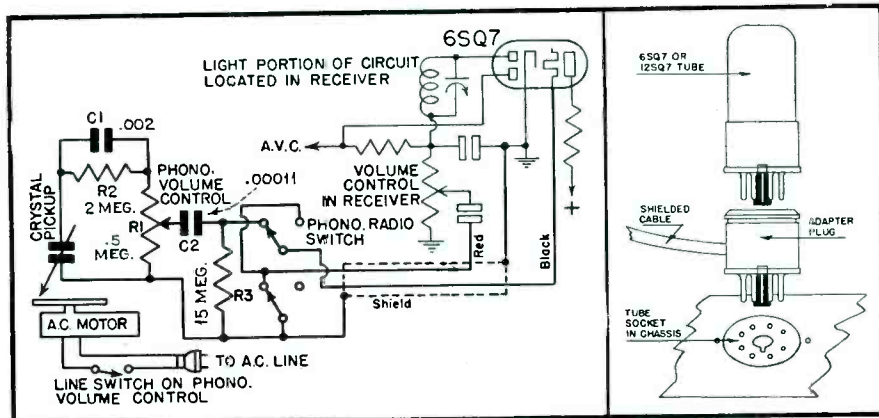 6SQ7
LIGHT PORTION OF CIRCUIT
LOCATED IN RECEIVER
C1
.002
A.V.C.
R2
2 MEG.
PHONO.
VOLUME
CONTROL
.00011
CRYSTAL
PICKUP
R1
.5
MEG.
C2
VOLUME
CONTROL
IN
RECEIVER
+
PHONO. RADIO
SWITCH
Red
Black
15 MEG.
R3
Shield
A.C. MOTOR
TO A.C. LINE
LINE SWITCH ON PHONO.
VOLUME CONTROL
6SQ7 OR
12SQ7 TUBE
SHIELDED
CABLE
ADAPTER
PLUG
TUBE
SOCKET
IN CHASSIS